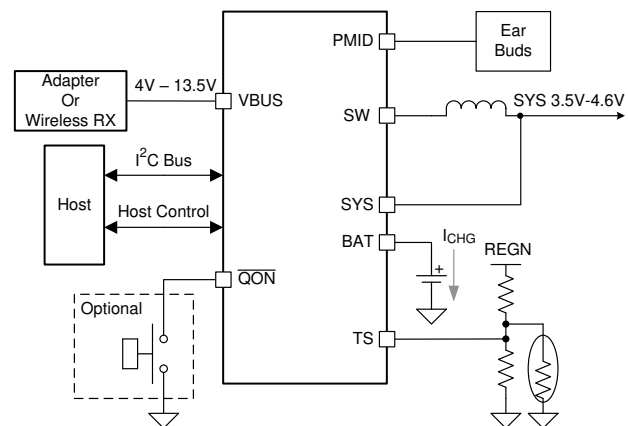 PMID
Ear
Buds
Adapter
Or
Wireless RX
4V – 13.5V
VBUS
SW
SYS 3.5V-4.6V
Host
I²C Bus
Host Control
SYS
BAT
+
I_CHG
REGN
QON
Optional
TS